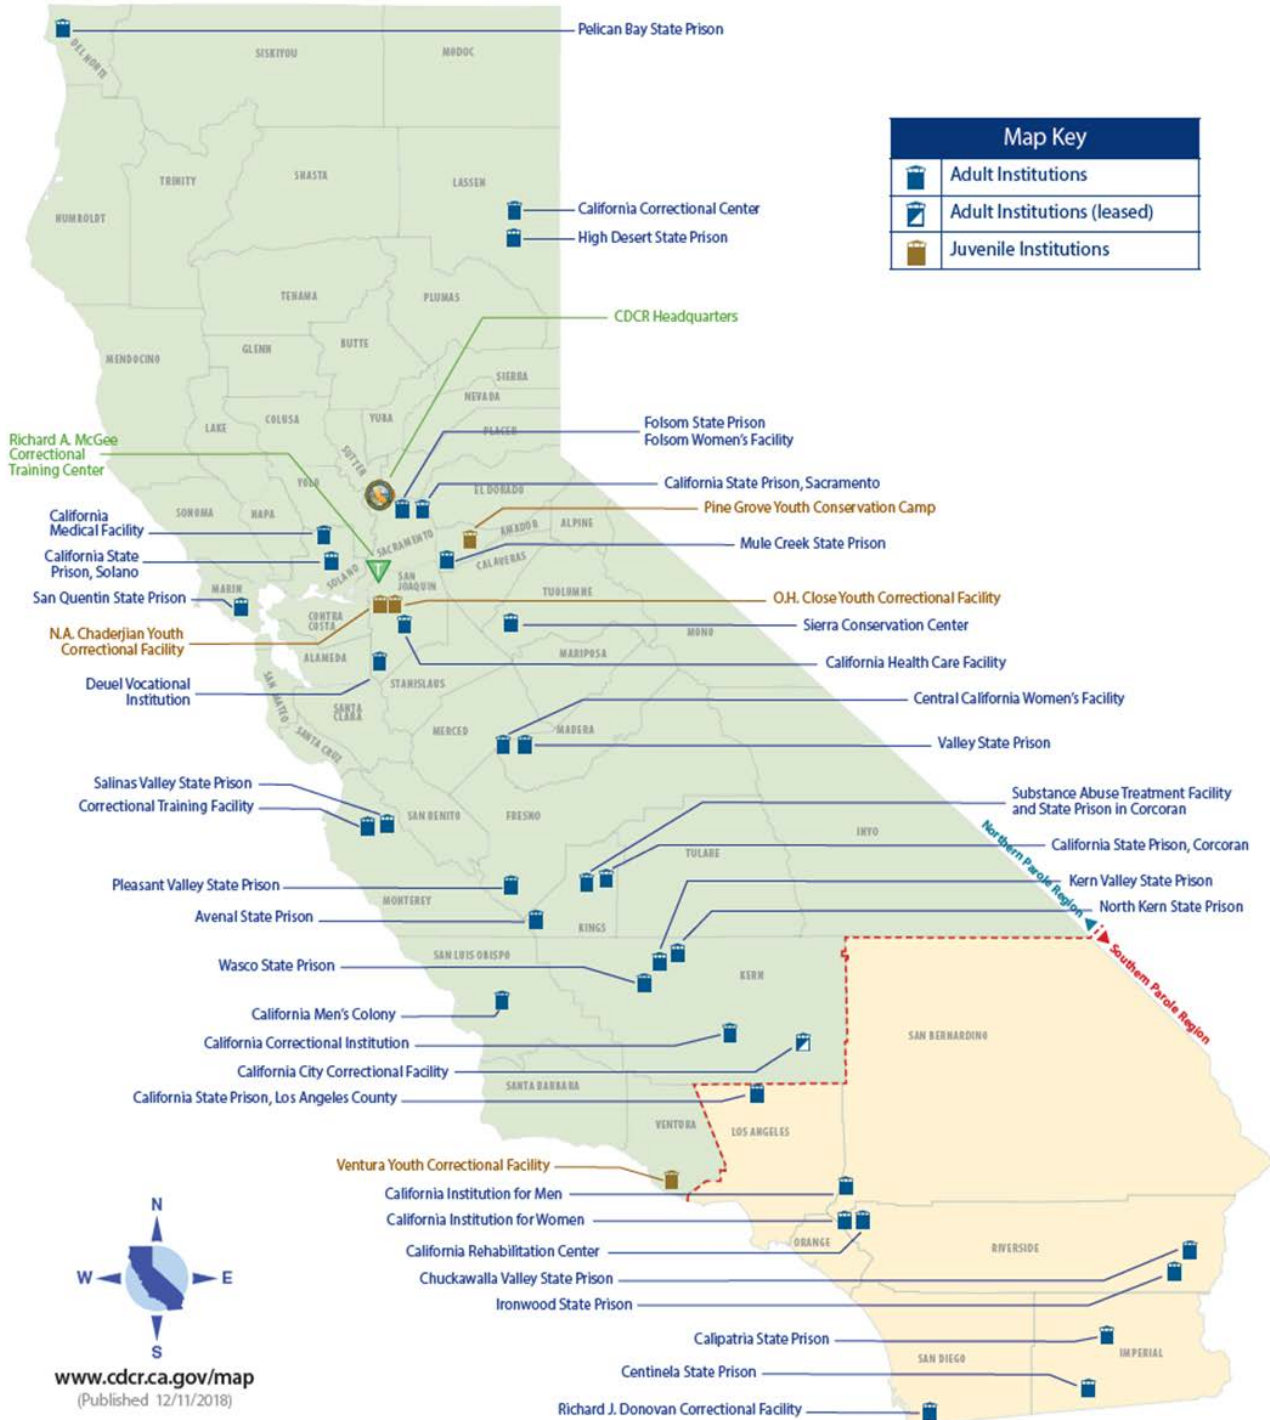 Pelican Bay State Prison
DEL NORTE
SISKIYOU
MODOC
Map Key
Adult Institutions
Adult Institutions (leased)
Juvenile Institutions
TRINITY
SHASTA
LASSEN
HUMBOLDT
California Correctional Center
High Desert State Prison
TEHAMA
PLUMAS
CDCR Headquarters
MENDOCINO
GLENN
BUTTE
SIERRA
NEVADA
LAKE
COLUSA
YUBA
PLACER
SUTTER
Folsom State Prison
Folsom Women's Facility
Richard A. McGee
Correctional
Training Center
YOLO
EL DORADO
California State Prison, Sacramento
Pine Grove Youth Conservation Camp
SONOMA
NAPA
SACRAMENTO
AMADOR
ALPINE
California
Medical Facility
Mule Creek State Prison
California State
Prison, Solano
SOLANO
CALAVERAS
SAN
JOAQUIN
MARIN
TUOLUMNE
San Quentin State Prison
O.H. Close Youth Correctional Facility
CONTRA
COSTA
Sierra Conservation Center
MONO
N.A. Chaderjian Youth
Correctional Facility
ALAMEDA
MARIPOSA
California Health Care Facility
Deuel Vocational
Institution
STANISLAUS
SAN MATEO
SANTA
CLARA
Central California Women's Facility
SANTA CRUZ
MERCED
MADERA
Valley State Prison
Salinas Valley State Prison
Correctional Training Facility
SAN BENITO
FRESNO
Substance Abuse Treatment Facility
and State Prison in Corcoran
INYO
TULARE
California State Prison, Corcoran
Northern Parole Region
Kern Valley State Prison
Pleasant Valley State Prison
MONTEREY
North Kern State Prison
Avenal State Prison
KINGS
Southern Parole Region
SAN LUIS OBISPO
Wasco State Prison
KERN
California Men's Colony
California Correctional Institution
SAN BERNARDINO
California City Correctional Facility
SANTA BARBARA
California State Prison, Los Angeles County
VENTURA
LOS ANGELES
Ventura Youth Correctional Facility
California Institution for Men
California Institution for Women
ORANGE
RIVERSIDE
California Rehabilitation Center
Chuckawalla Valley State Prison
Ironwood State Prison
Calipatria State Prison
SAN DIEGO
IMPERIAL
Centinela State Prison
Richard J. Donovan Correctional Facility
N
W
E
S
www.cdcr.ca.gov/map
(Published 12/11/2018)